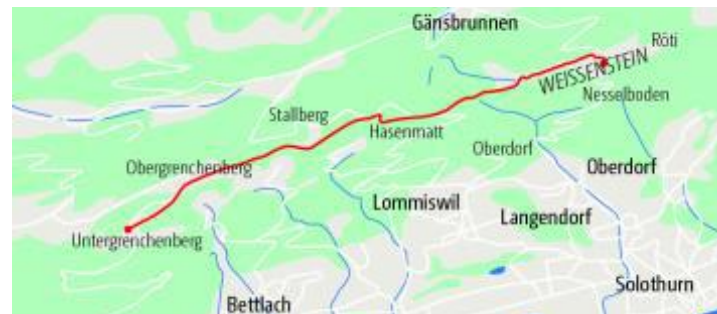 Gänsbrunnen
Röti
WEISSENSTEIN
Nesselboden
Stallberg
Hasenmatt
Oberdorf
Obergrenchenberg
Oberdorf
Lommiswil
Langendorf
Untergrenchenberg
Solothurn
Bettlach